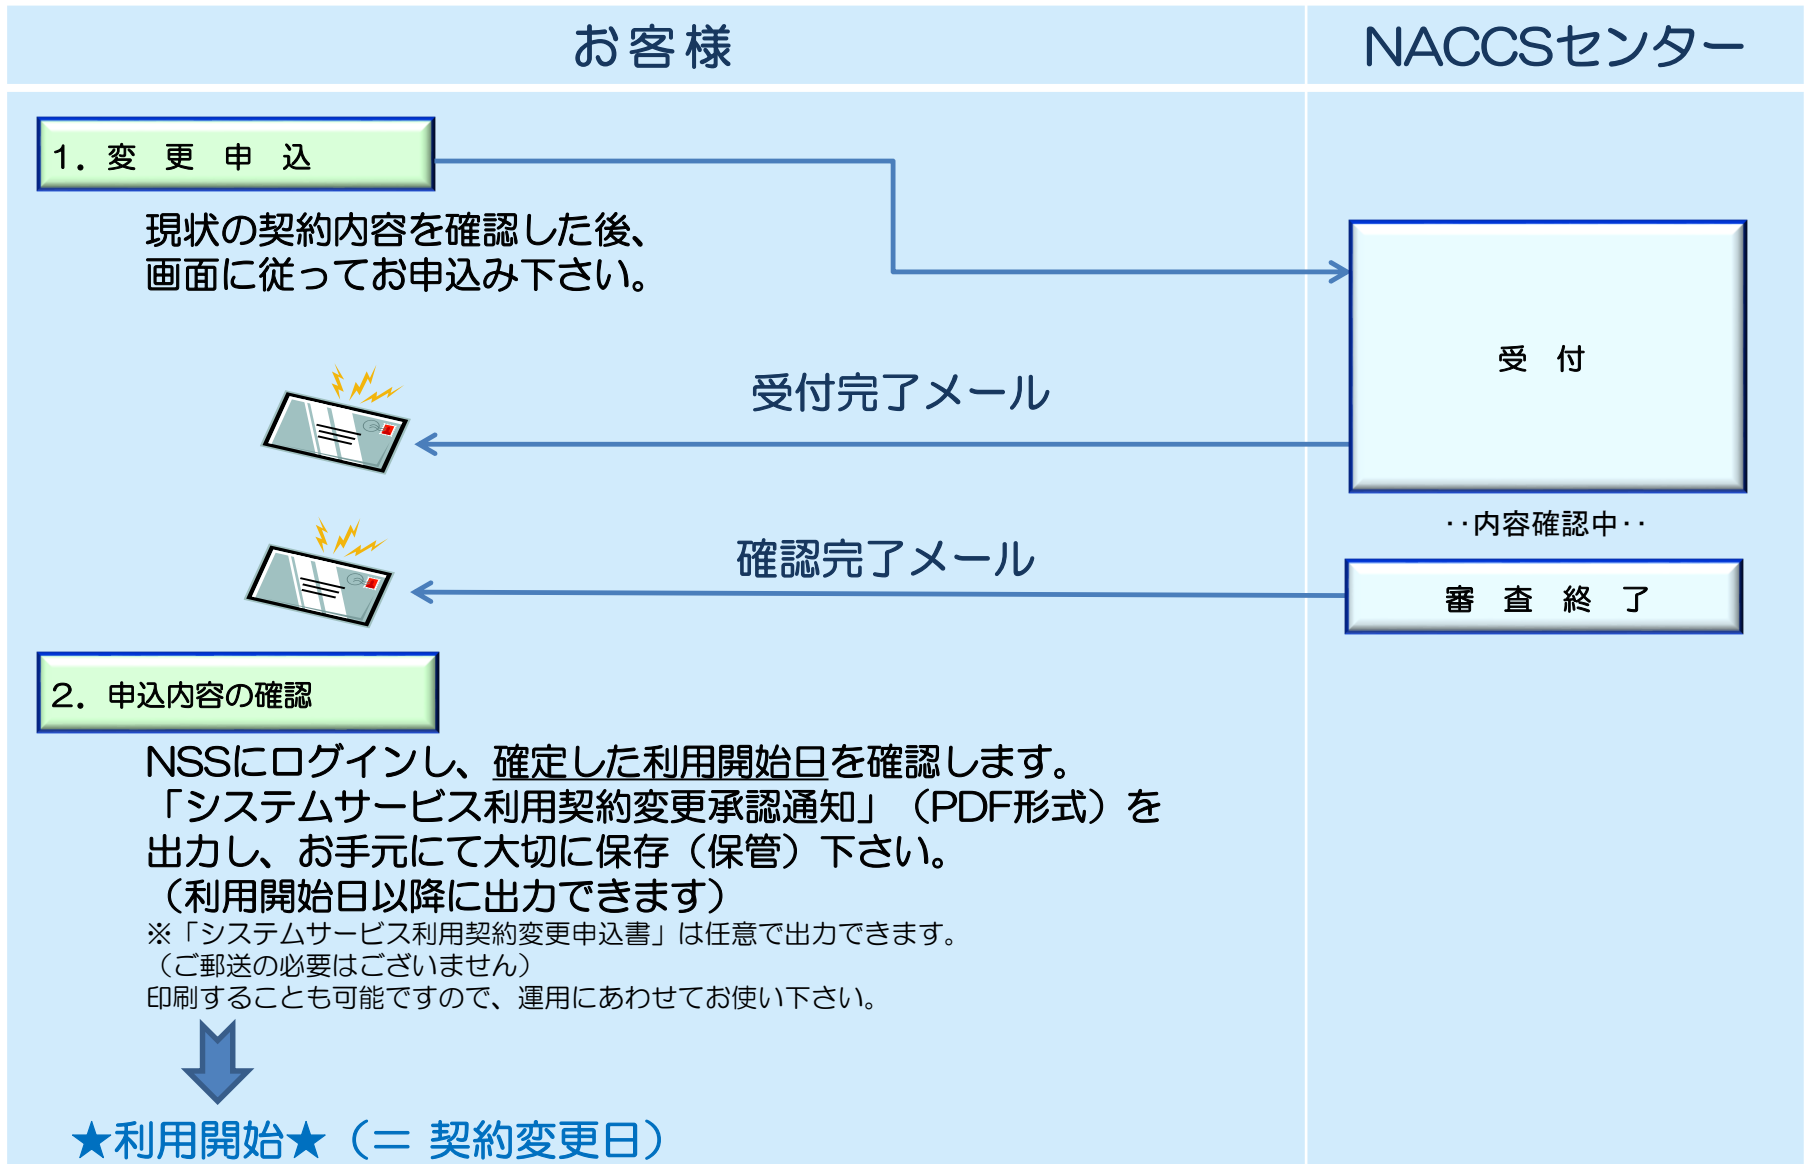 お客様
NACCSセンター
１．変　更　申　込
現状の契約内容を確認した後、
画面に従ってお申込み下さい。
受　付
受付完了メール
‥内容確認中‥
確認完了メール
審　査　終　了
２．申込内容の確認
NSSにログインし、確定した利用開始日を確認します。
「システムサービス利用契約変更承認通知」（PDF形式）を
出力し、お手元にて大切に保存（保管）下さい。
（利用開始日以降に出力できます）
※「システムサービス利用契約変更申込書」は任意で出力できます。
（ご郵送の必要はございません）
印刷することも可能ですので、運用にあわせてお使い下さい。
★利用開始★（＝ 契約変更日）